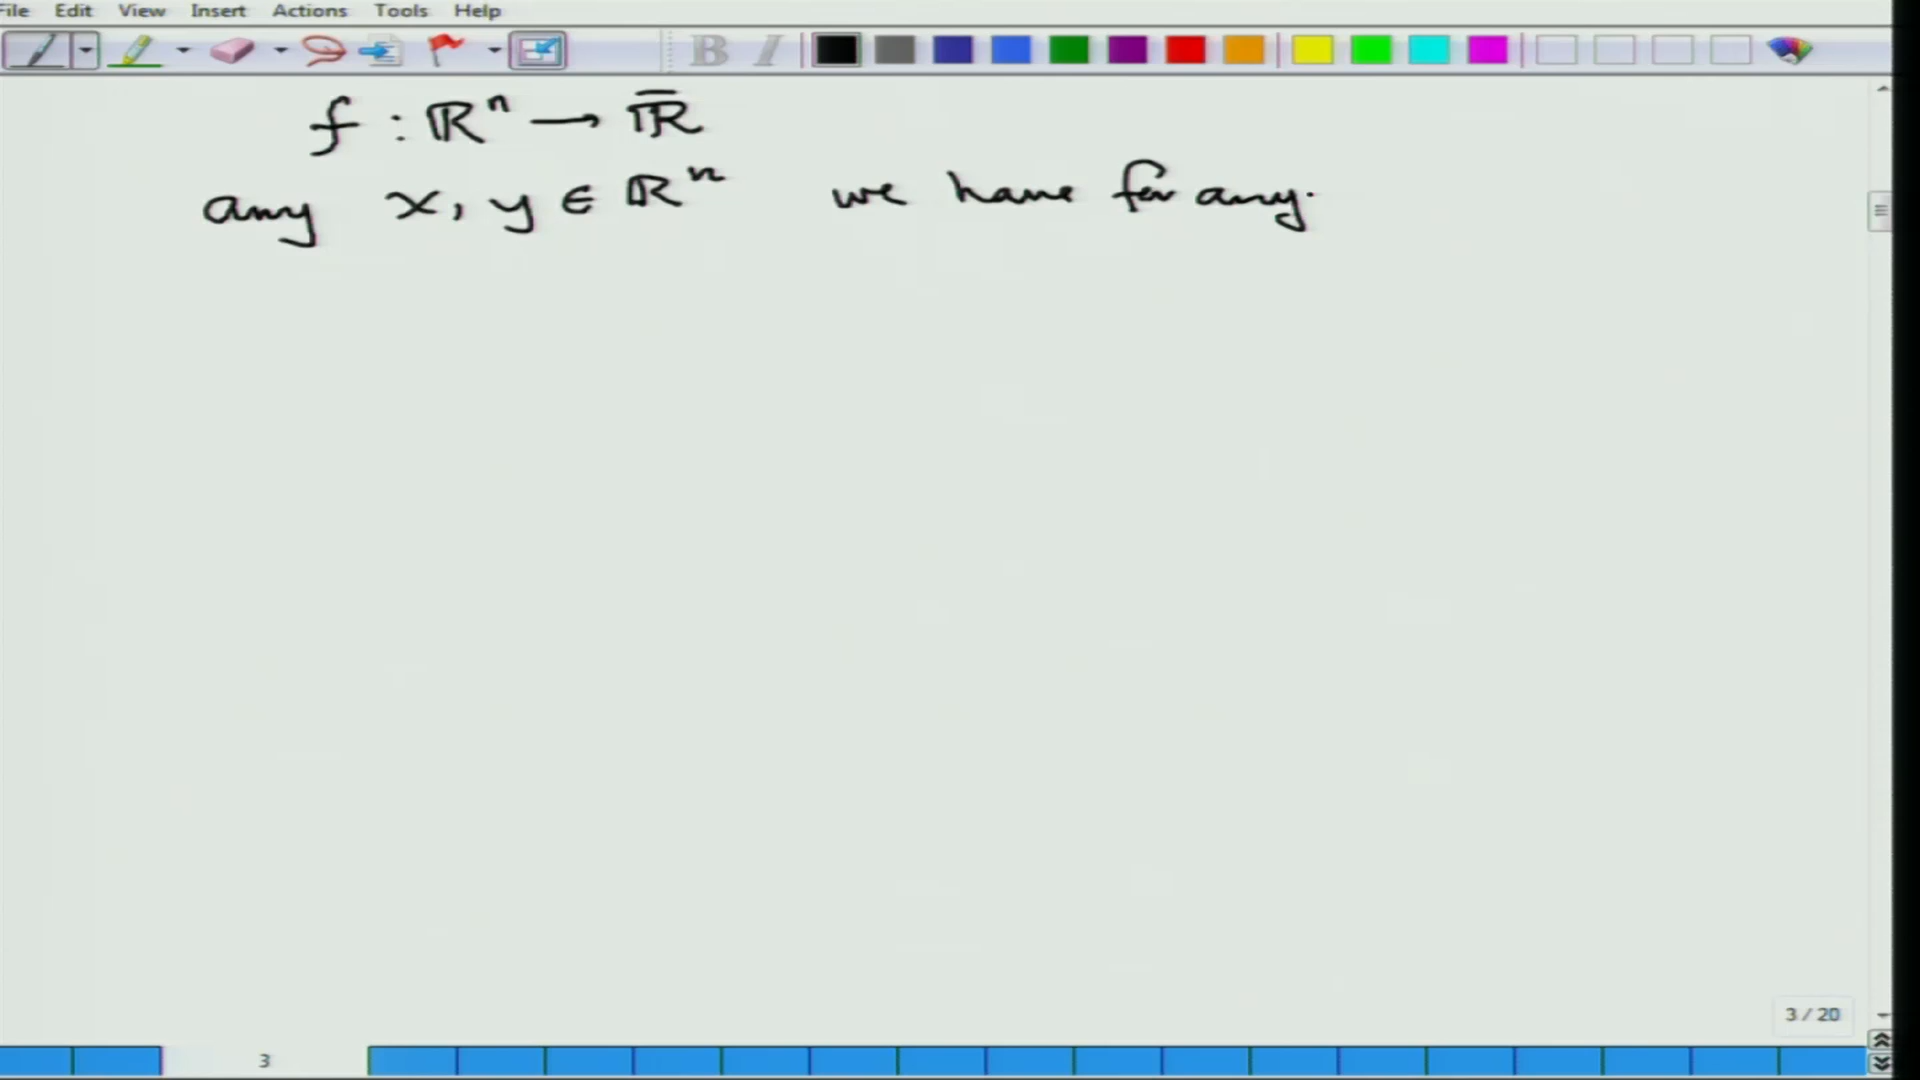 File Edit View Insert Actions Tools Help
B I
f : ℝⁿ → ℝ̄
any x, y ∈ ℝⁿ we have for any.
3 / 20
3